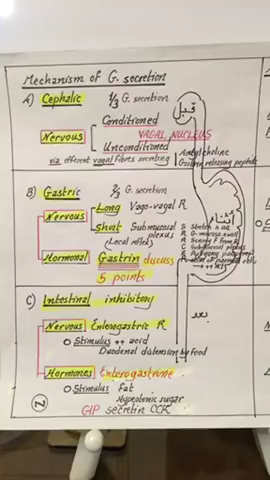 Mechanism of G. secretion
A) Cephalic 1/3 G. secretion
قبل
Conditioned
Nervous VAGAL NUCLEUS
Unconditioned
via efferent vagal fibres secreting
Acetylcholine
Gastrin releasing peptide
B) Gastric 2/3 G. secretion
Nervous Long Vago-vagal R
Short Submucosal plexus
(Local reflex)
أثناء
Hormonal Gastrin discuss
5 points
C) Intestinal inhibitory
بعد
Nervous Enterogastric R
Stimulus ++ acid
Duodenal distension by food
Hormones Enterogastrone
Stimulus Fat
Hypertonic sugar
GIP secretin CCK
2